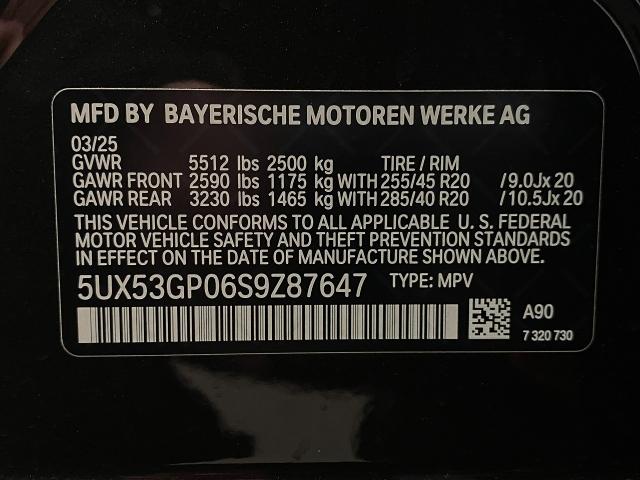 MFD BY BAYERISCHE MOTOREN WERKE AG
03/25
GVWR 5512 lbs 2500 kg TIRE / RIM
GAWR FRONT 2590 lbs 1175 kg WITH 255/45 R20 /9.0Jx 20
GAWR REAR 3230 lbs 1465 kg WITH 285/40 R20 /10.5Jx 20
THIS VEHICLE CONFORMS TO ALL APPLICABLE U. S. FEDERAL
MOTOR VEHICLE SAFETY AND THEFT PREVENTION STANDARDS
IN EFFECT ON THE DATE OF MANUFACTURE SHOWN ABOVE.
5UX53GP06S9Z87647 TYPE: MPV
A90
7 320 730